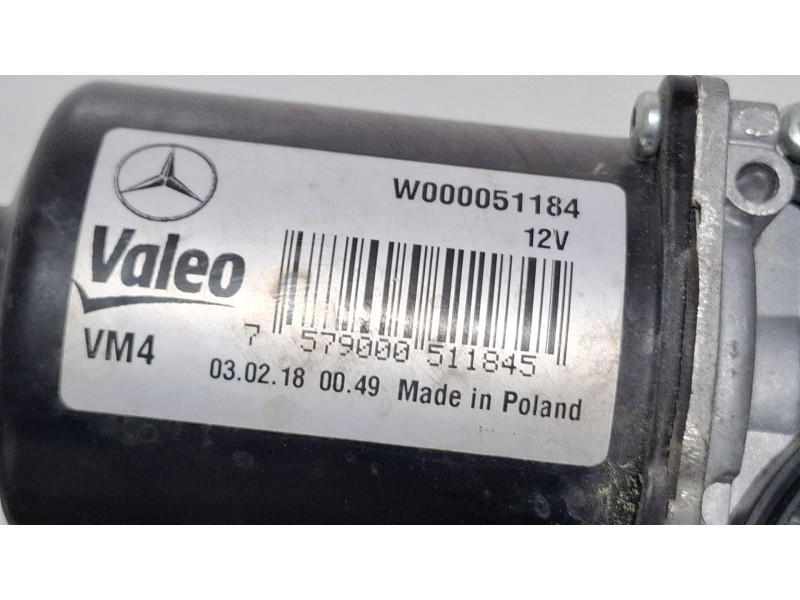 W000051184
12V
Valeo
VM4
7 579000 511845
03.02.18 00.49 Made in Poland